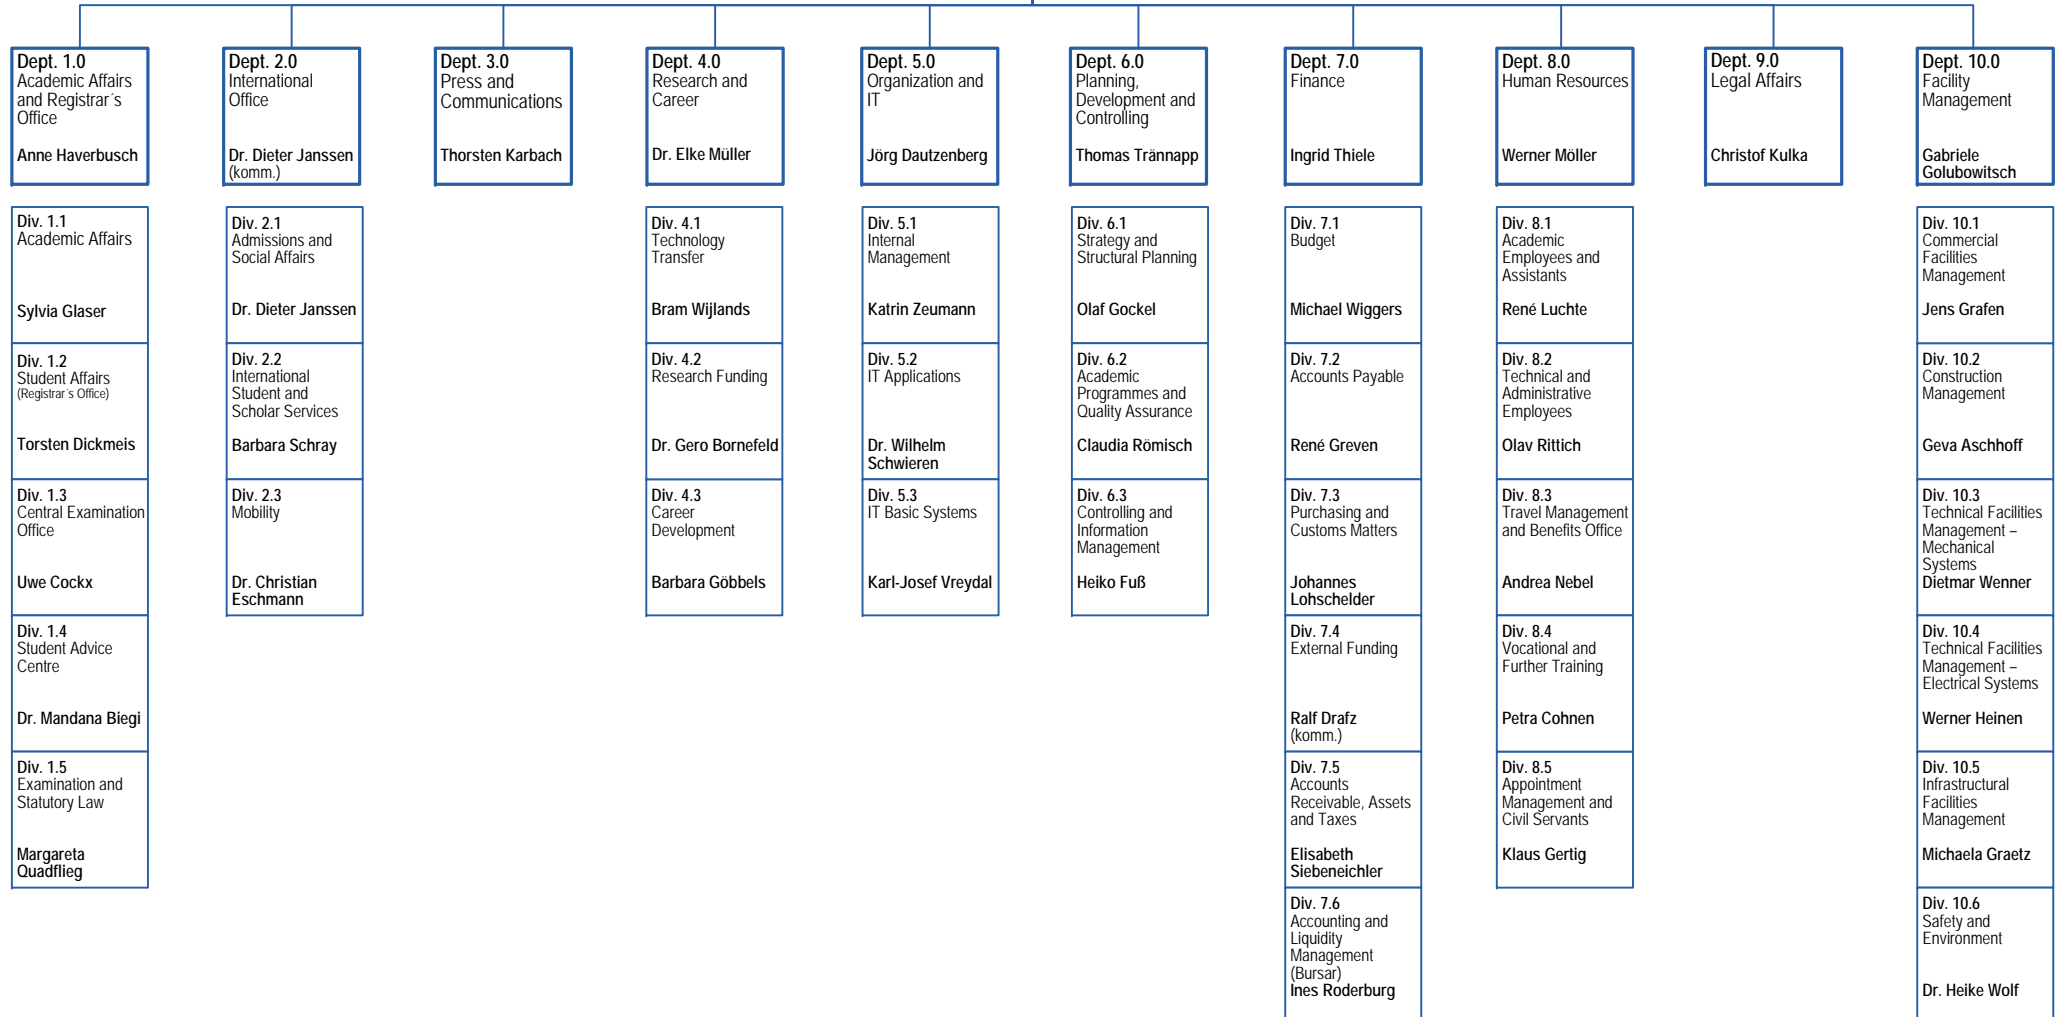 Dept. 1.0
Academic Affairs
and Registrar´s
Office
Anne Haverbusch
Dept. 2.0
International
Office
Dr. Dieter Janssen
(komm.)
Dept. 3.0
Press and
Communications
Thorsten Karbach
Dept. 4.0
Research and
Career
Dr. Elke Müller
Dept. 5.0
Organization and
IT
Jörg Dautzenberg
Dept. 6.0
Planning,
Development and
Controlling
Thomas Trännapp
Dept. 7.0
Finance
Ingrid Thiele
Dept. 8.0
Human Resources
Werner Möller
Dept. 9.0
Legal Affairs
Christof Kulka
Dept. 10.0
Facility
Management
Gabriele
Golubowitsch
Div. 1.1
Academic Affairs
Sylvia Glaser
Div. 1.2
Student Affairs
(Registrar´s Office)
Torsten Dickmeis
Div. 1.3
Central Examination
Office
Uwe Cockx
Div. 1.4
Student Advice
Centre
Dr. Mandana Biegi
Div. 1.5
Examination and
Statutory Law
Margareta
Quadflieg
Div. 2.1
Admissions and
Social Affairs
Dr. Dieter Janssen
Div. 2.2
International
Student and
Scholar Services
Barbara Schray
Div. 2.3
Mobility
Dr. Christian
Eschmann
Div. 4.1
Technology
Transfer
Bram Wijlands
Div. 4.2
Research Funding
Dr. Gero Bornefeld
Div. 4.3
Career
Development
Barbara Göbbels
Div. 5.1
Internal
Management
Katrin Zeumann
Div. 5.2
IT Applications
Dr. Wilhelm
Schwieren
Div. 5.3
IT Basic Systems
Karl-Josef Vreydal
Div. 6.1
Strategy and
Structural Planning
Olaf Gockel
Div. 6.2
Academic
Programmes and
Quality Assurance
Claudia Römisch
Div. 6.3
Controlling and
Information
Management
Heiko Fuß
Div. 7.1
Budget
Michael Wiggers
Div. 7.2
Accounts Payable
René Greven
Div. 7.3
Purchasing and
Customs Matters
Johannes
Lohschelder
Div. 7.4
External Funding
Ralf Drafz
(komm.)
Div. 7.5
Accounts
Receivable, Assets
and Taxes
Elisabeth
Siebeneichler
Div. 7.6
Accounting and
Liquidity
Management
(Bursar)
Ines Roderburg
Div. 8.1
Academic
Employees and
Assistants
René Luchte
Div. 8.2
Technical and
Administrative
Employees
Olav Rittich
Div. 8.3
Travel Management
and Benefits Office
Andrea Nebel
Div. 8.4
Vocational and
Further Training
Petra Cohnen
Div. 8.5
Appointment
Management and
Civil Servants
Klaus Gertig
Div. 10.1
Commercial
Facilities
Management
Jens Grafen
Div. 10.2
Construction
Management
Geva Aschhoff
Div. 10.3
Technical Facilities
Management –
Mechanical
Systems
Dietmar Wenner
Div. 10.4
Technical Facilities
Management –
Electrical Systems
Werner Heinen
Div. 10.5
Infrastructural
Facilities
Management
Michaela Graetz
Div. 10.6
Safety and
Environment
Dr. Heike Wolf